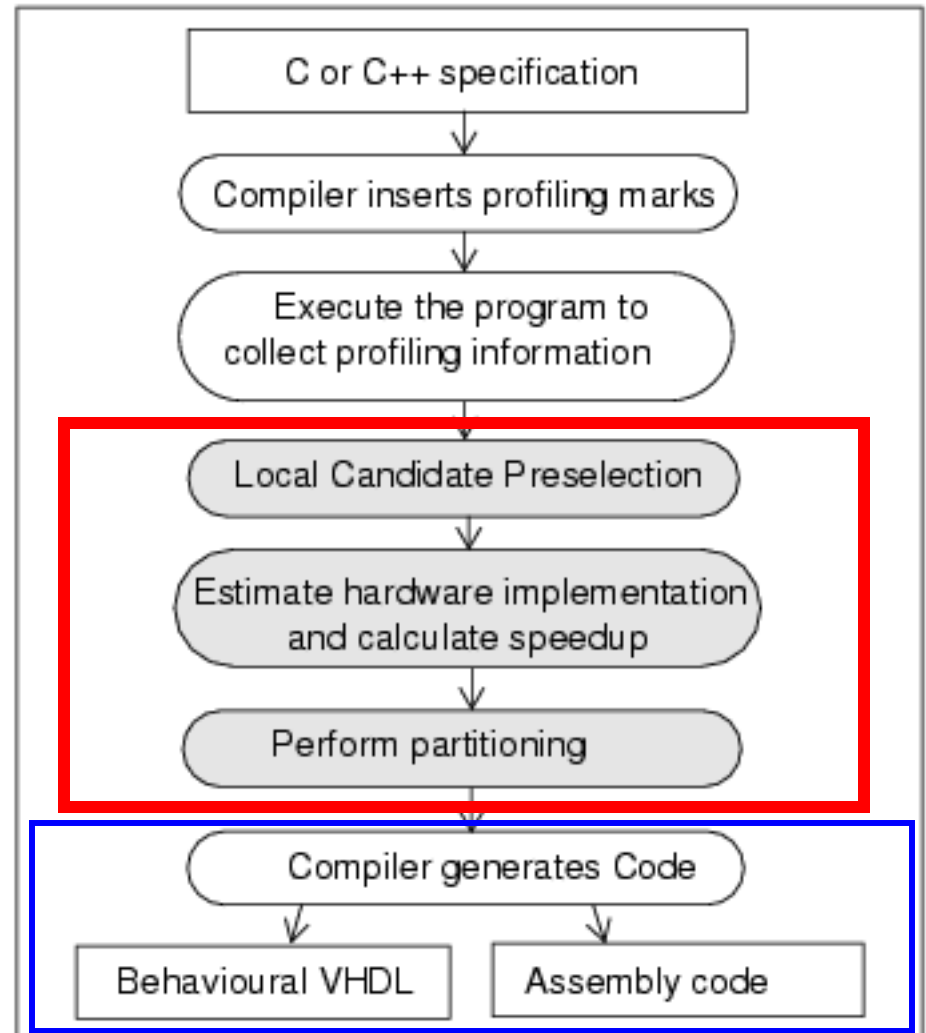 C or C++ specification
Compiler inserts profiling marks
Execute the program to
collect profiling information
Local Candidate Preselection
Estimate hardware implementation
and calculate speedup
Perform partitioning
Compiler generates Code
Behavioural VHDL
Assembly code